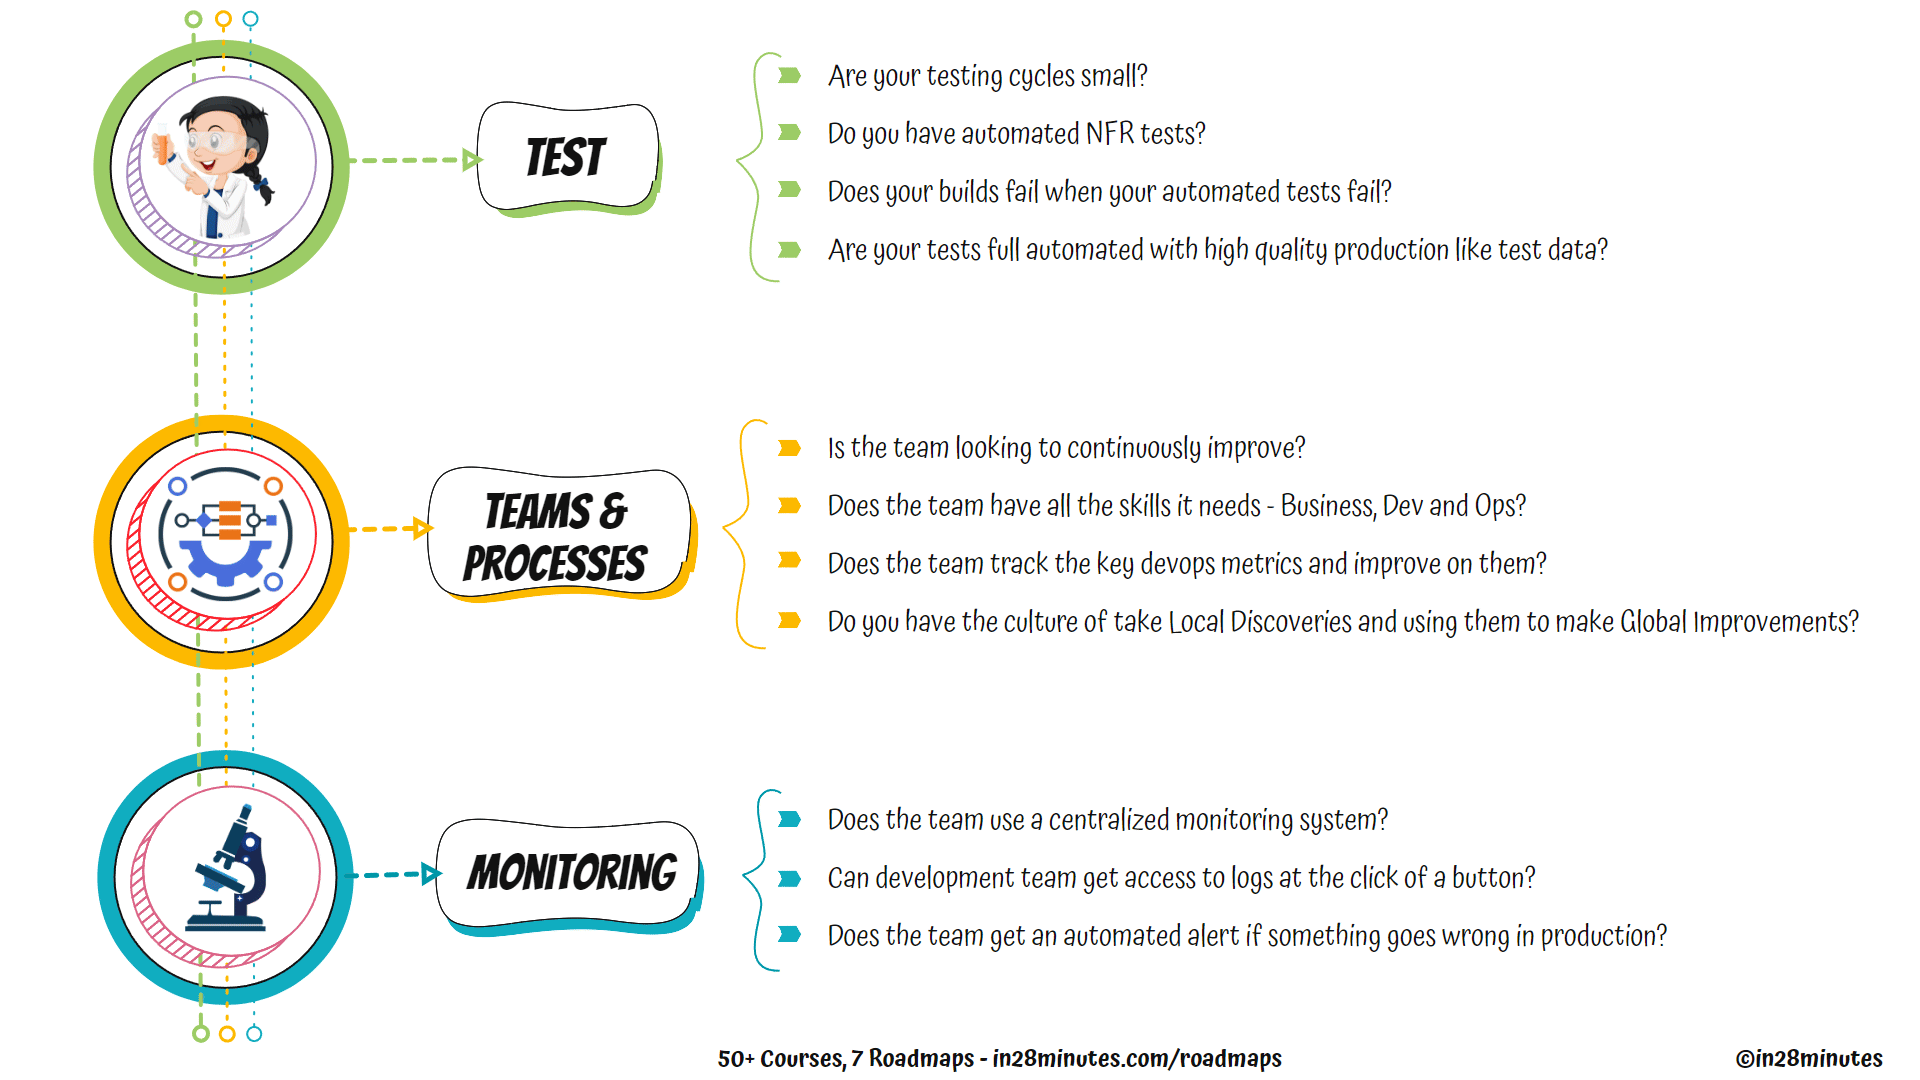 TEST
Are your testing cycles small?
Do you have automated NFR tests?
Does your builds fail when your automated tests fail?
Are your tests full automated with high quality production like test data?
TEAMS &
PROCESSES
Is the team looking to continuously improve?
Does the team have all the skills it needs - Business, Dev and Ops?
Does the team track the key devops metrics and improve on them?
Do you have the culture of take Local Discoveries and using them to make Global Improvements?
MONITORING
Does the team use a centralized monitoring system?
Can development team get access to logs at the click of a button?
Does the team get an automated alert if something goes wrong in production?
50+ Courses, 7 Roadmaps - in28minutes.com/roadmaps
©in28minutes